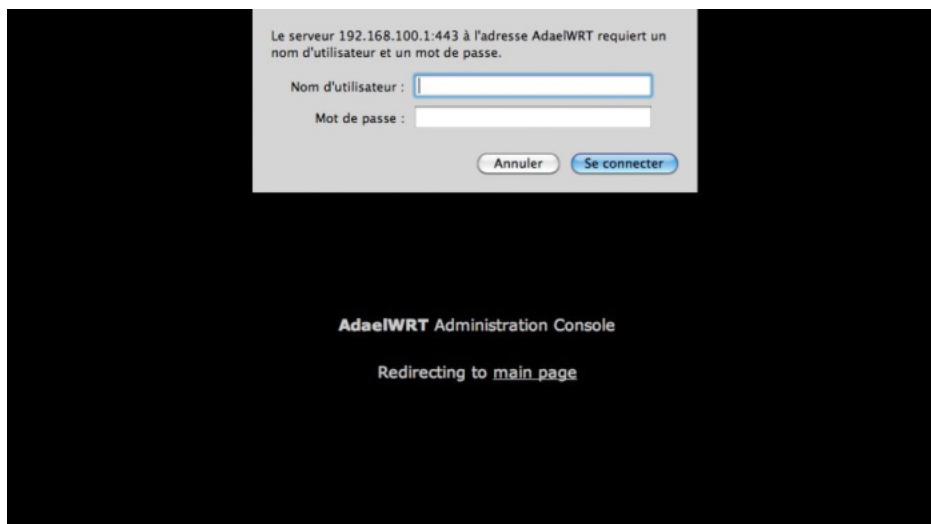 Le serveur 192.168.100.1:443 à l'adresse AdaelWRT requiert un
nom d'utilisateur et un mot de passe.
Nom d'utilisateur :
Mot de passe :
Annuler
Se connecter
AdaelWRT Administration Console
Redirecting to main page